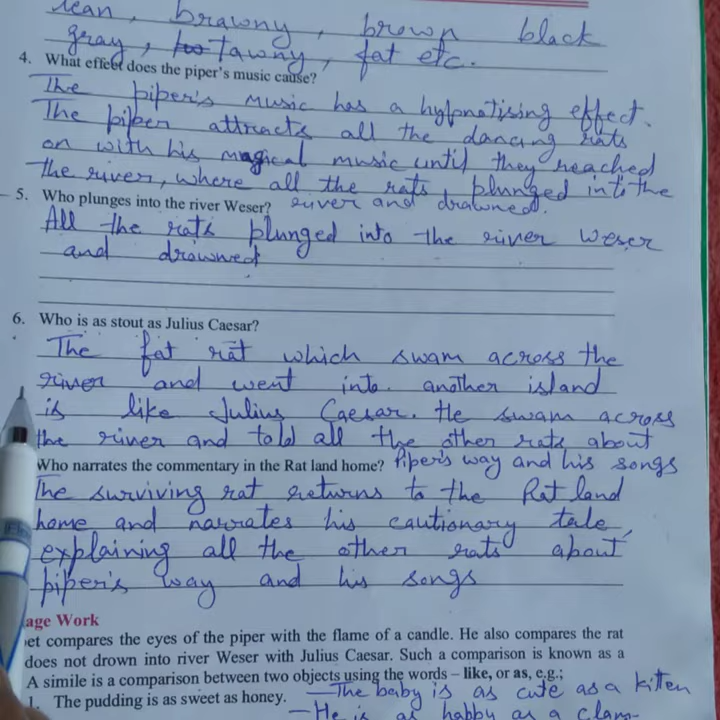 lean, brawny, brown black
gray, tawny, fat etc.
4. What effect does the piper's music cause?
The piper's music has a hypnotising effect.
The piper attracts all the dancing rats
on with his magical music until they reached
the river, where all the rats plunged into the
river and drawned.
5. Who plunges into the river Weser?
All the rats plunged into the river weser
and drawned
6. Who is as stout as Julius Caesar?
The fat rat which swam across the
river and went into another island
is like Julius Caesar. He swam across
the river and told all the other rats about
Piper's way and his songs
Who narrates the commentary in the Rat land home?
The surviving rat returns to the Rat land
home and narrates his cautionary tale,
explaining all the other rats about
piper's way and his songs
age Work
et compares the eyes of the piper with the flame of a candle. He also compares the rat
does not drown into river Weser with Julius Caesar. Such a comparison is known as a
A simile is a comparison between two objects using the words – like, or as, e.g.;
1. The pudding is as sweet as honey. – The baby is as cute as a kitten
– He is as happy as a clam